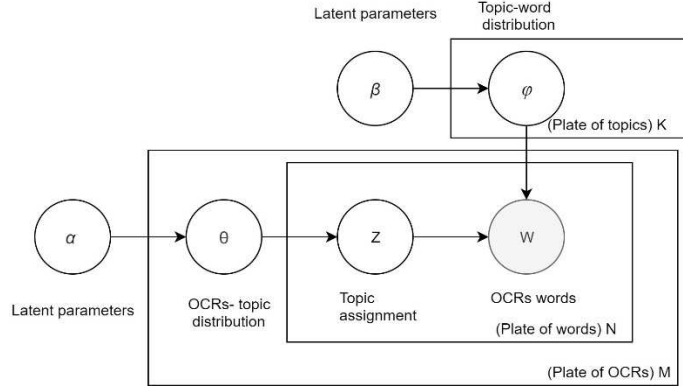 Latent parameters
Topic-word
distribution
β
φ
(Plate of topics) K
α
θ
Z
W
Latent parameters
OCRs- topic
distribution
Topic
assignment
OCRs words
(Plate of words) N
(Plate of OCRs) M